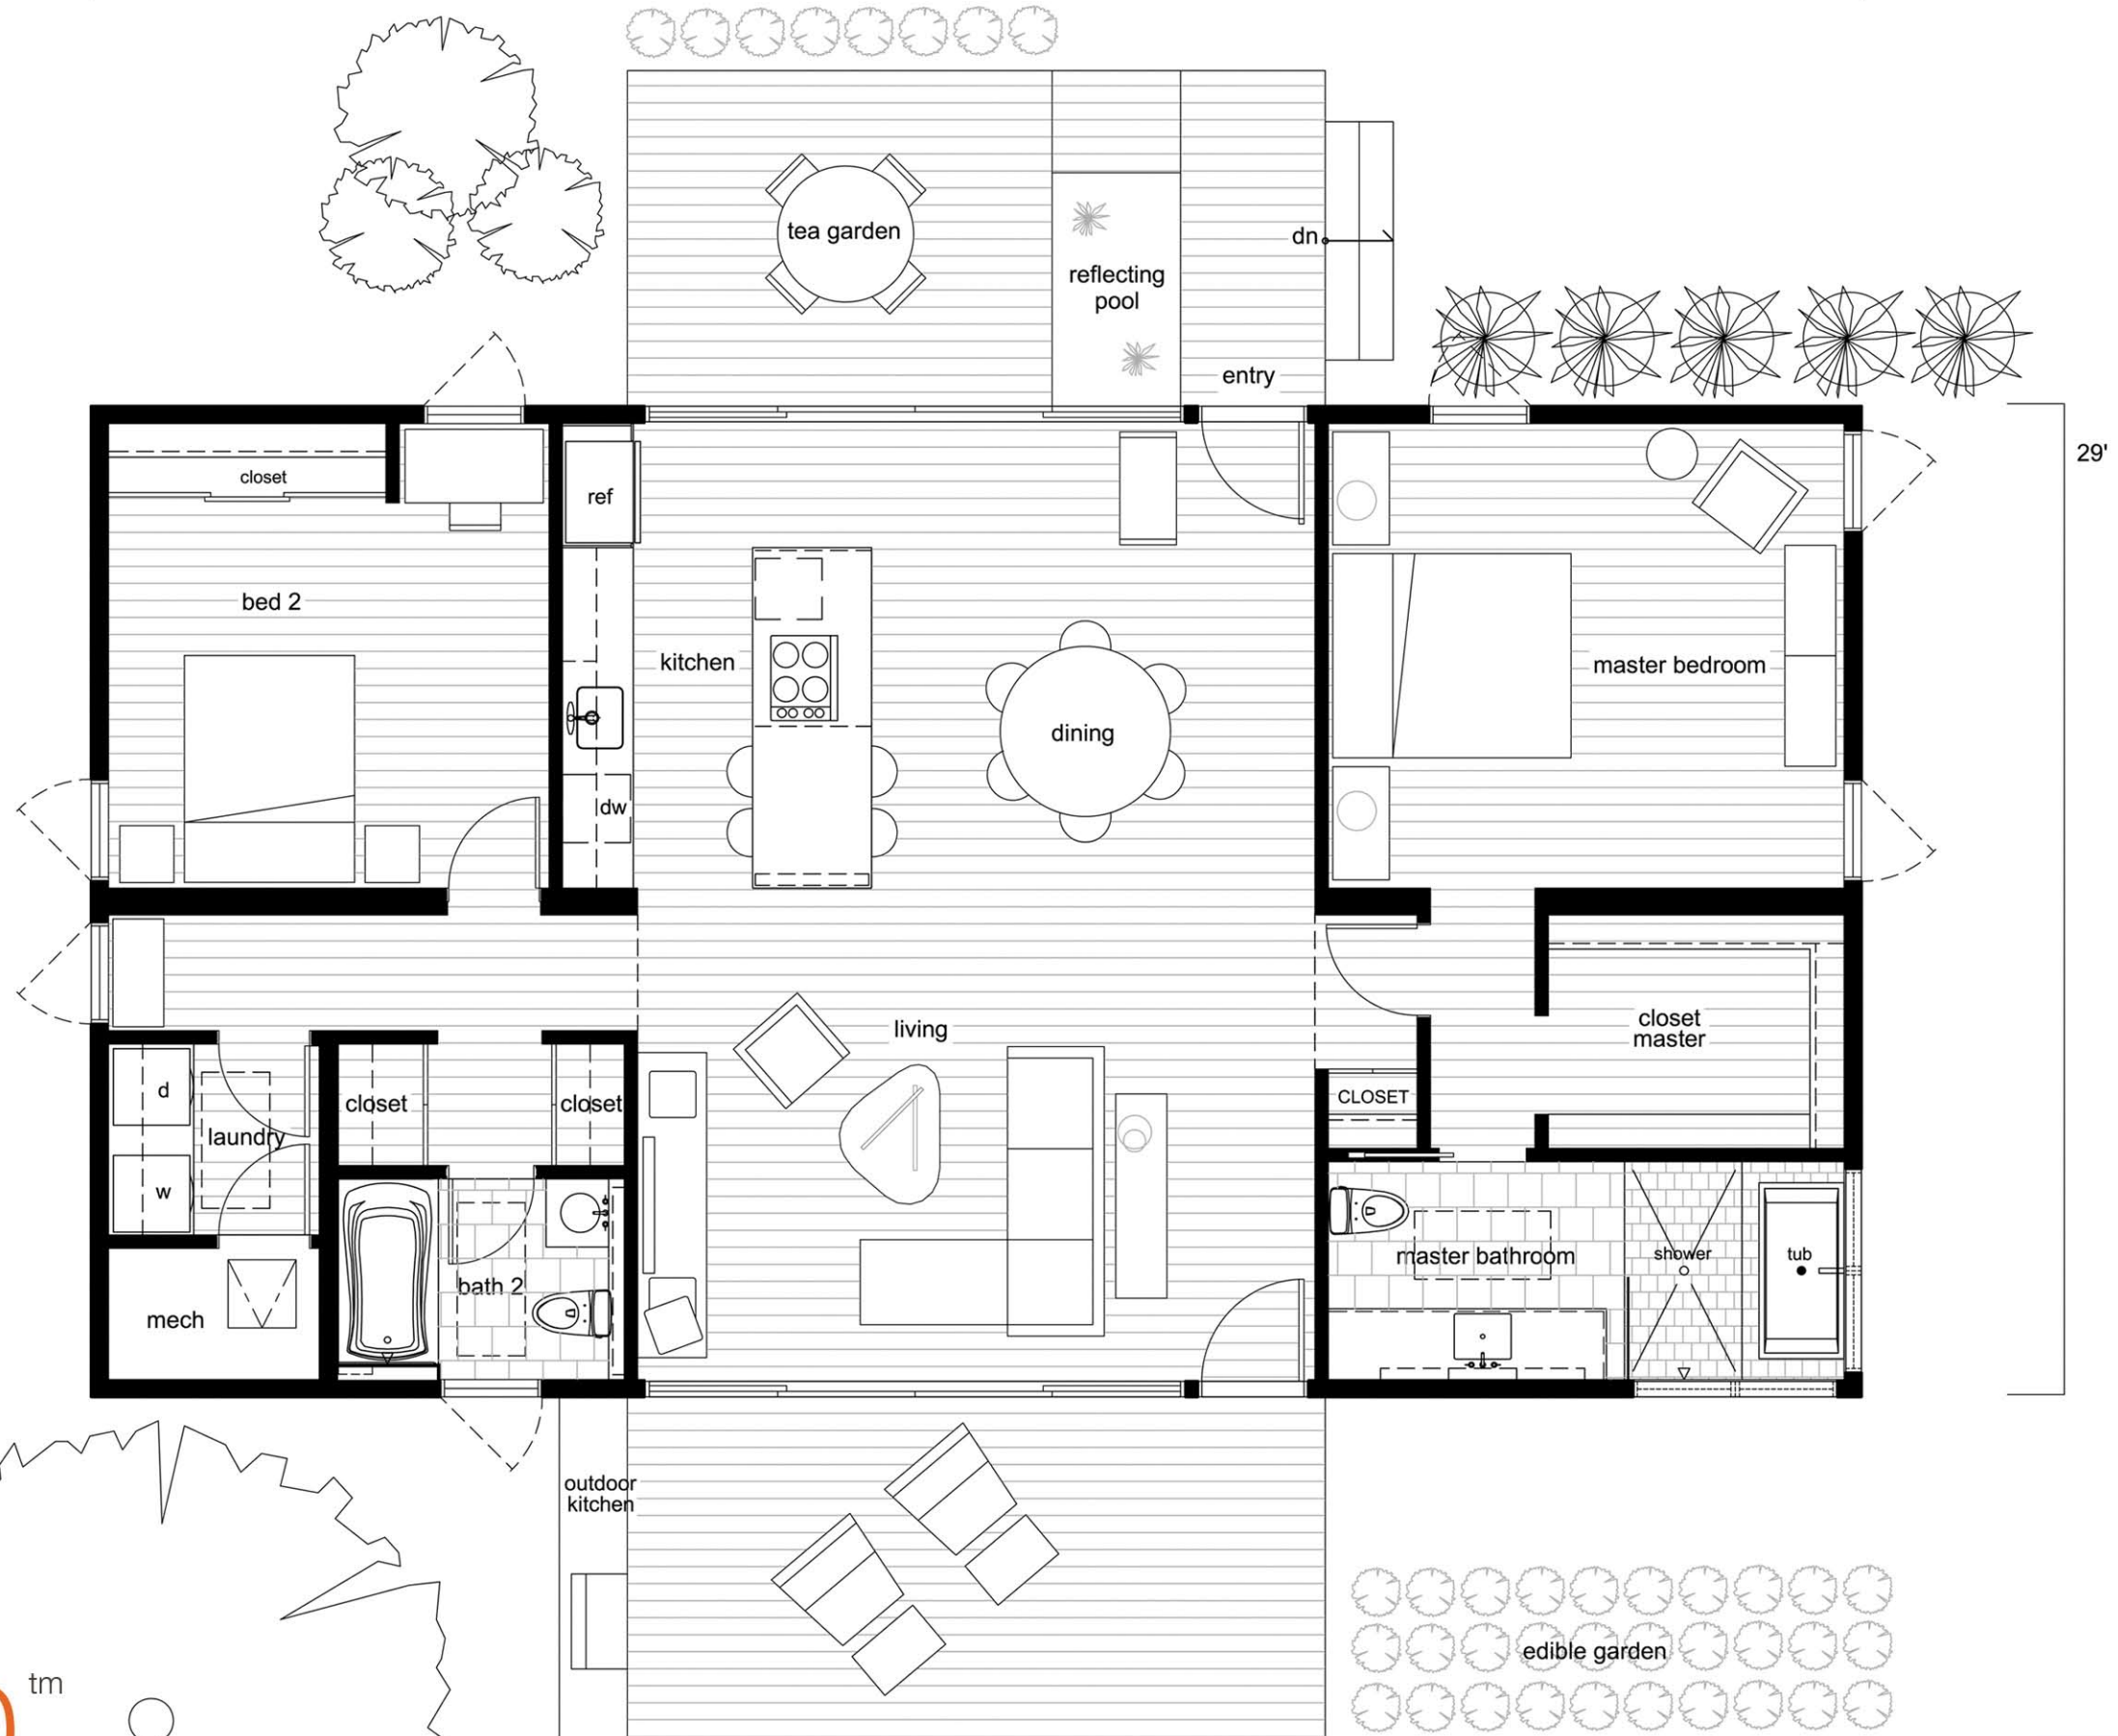 tea garden
dn
reflecting
pool
entry
29'
closet
ref
bed 2
kitchen
master bedroom
dining
dw
living
closet
master
d
closet
closet
CLOSET
laundry
w
master bathroom
shower
tub
bath 2
mech
outdoor
kitchen
edible garden
tm